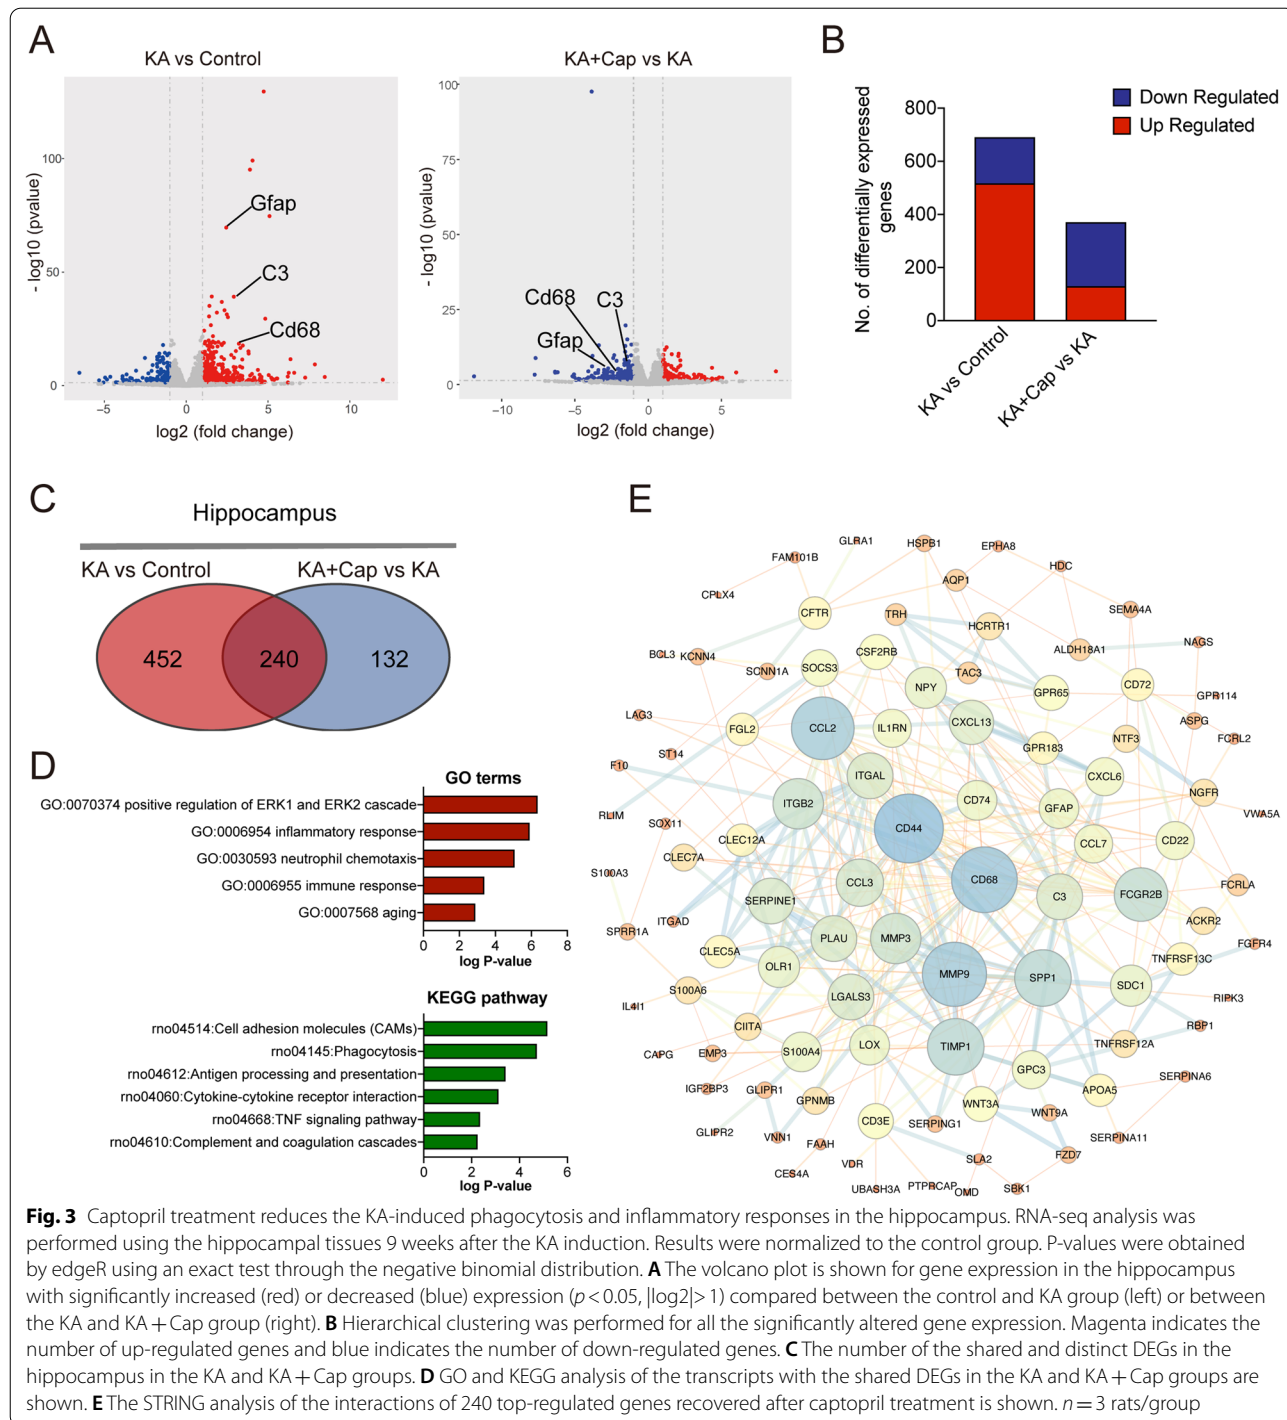 A
KA vs Control
KA+Cap vs KA
- log10 (pvalue)
100
50
0
Gfap
C3
Cd68
−5
0
5
10
log2 (fold change)
- log10 (pvalue)
100
75
50
25
0
Cd68
C3
Gfap
−10
−5
0
5
log2 (fold change)
B
Down Regulated
Up Regulated
No. of differentially expressed
genes
800
600
400
200
0
KA vs Control
KA+Cap vs KA
C
Hippocampus
KA vs Control
KA+Cap vs KA
452
240
132
D
GO terms
GO:0070374 positive regulation of ERK1 and ERK2 cascade
GO:0006954 inflammatory response
GO:0030593 neutrophil chemotaxis
GO:0006955 immune response
GO:0007568 aging
0 2 4 6 8
log P-value
KEGG pathway
rno04514:Cell adhesion molecules (CAMs)
rno04145:Phagocytosis
rno04612:Antigen processing and presentation
rno04060:Cytokine-cytokine receptor interaction
rno04668:TNF signaling pathway
rno04610:Complement and coagulation cascades
0 2 4 6
log P-value
E
GLRA1
HSPB1
EPHA8
FAM101B
HDC
AQP1
CPLX4
CFTR
TRH
SEMA4A
HCRTR1
NAGS
ALDH18A1
BCL3
KCNN4
CSF2RB
SCNN1A
SOCS3
TAC3
CD72
NPY
GPR65
GPR114
LAG3
ASPG
FGL2
CCL2
IL1RN
CXCL13
NTF3
FCRL2
ST14
GPR183
F10
ITGAL
CXCL6
NGFR
ITGB2
CD74
GFAP
RLIM
VWA5A
SOX11
CD44
CLEC12A
CCL7
CD22
CLEC7A
S100A3
CCL3
CD68
FCRLA
SERPINE1
C3
FCGR2B
ITGAD
ACKR2
SPRR1A
PLAU
MMP3
FGFR4
CLEC5A
TNFRSF13C
OLR1
MMP9
SPP1
SDC1
S100A6
LGALS3
RIPK3
IL4I1
CIITA
RBP1
CAPG
EMP3
S100A4
LOX
TIMP1
TNFRSF12A
GPC3
SERPINA6
IGF2BP3
GLIPR1
GPNMB
APOA5
WNT3A
WNT9A
CD3E
SERPING1
GLIPR2
VNN1
FAAH
SERPINA11
FZD7
SLA2
VDR
CES4A
UBASH3A
PTPRCAP
OMD
SBK1
Fig. 3 Captopril treatment reduces the KA-induced phagocytosis and inflammatory responses in the hippocampus. RNA-seq analysis was
performed using the hippocampal tissues 9 weeks after the KA induction. Results were normalized to the control group. P-values were obtained
by edgeR using an exact test through the negative binomial distribution. A The volcano plot is shown for gene expression in the hippocampus
with significantly increased (red) or decreased (blue) expression (p < 0.05, |log2| > 1) compared between the control and KA group (left) or between
the KA and KA + Cap group (right). B Hierarchical clustering was performed for all the significantly altered gene expression. Magenta indicates the
number of up-regulated genes and blue indicates the number of down-regulated genes. C The number of the shared and distinct DEGs in the
hippocampus in the KA and KA + Cap groups. D GO and KEGG analysis of the transcripts with the shared DEGs in the KA and KA + Cap groups are
shown. E The STRING analysis of the interactions of 240 top-regulated genes recovered after captopril treatment is shown. n = 3 rats/group